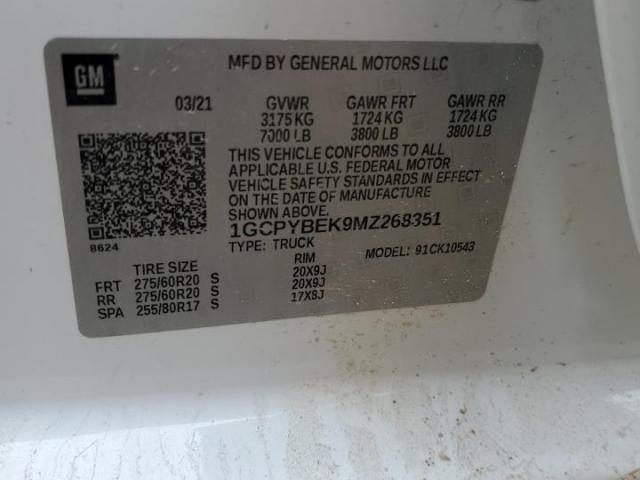 GM
MFD BY GENERAL MOTORS LLC
03/21 GVWR GAWR FRT GAWR RR
3175 KG 1724 KG 1724 KG
7000 LB 3800 LB 3800 LB
THIS VEHICLE CONFORMS TO ALL
APPLICABLE U.S. FEDERAL MOTOR
VEHICLE SAFETY STANDARDS IN EFFECT
ON THE DATE OF MANUFACTURE
SHOWN ABOVE.
1GCPYBEK9MZ268351
8624
TYPE: TRUCK MODEL: 91CK10543
TIRE SIZE RIM
FRT 275/60R20 S 20X9J
RR 275/60R20 S 20X9J
SPA 255/80R17 S 17X8J